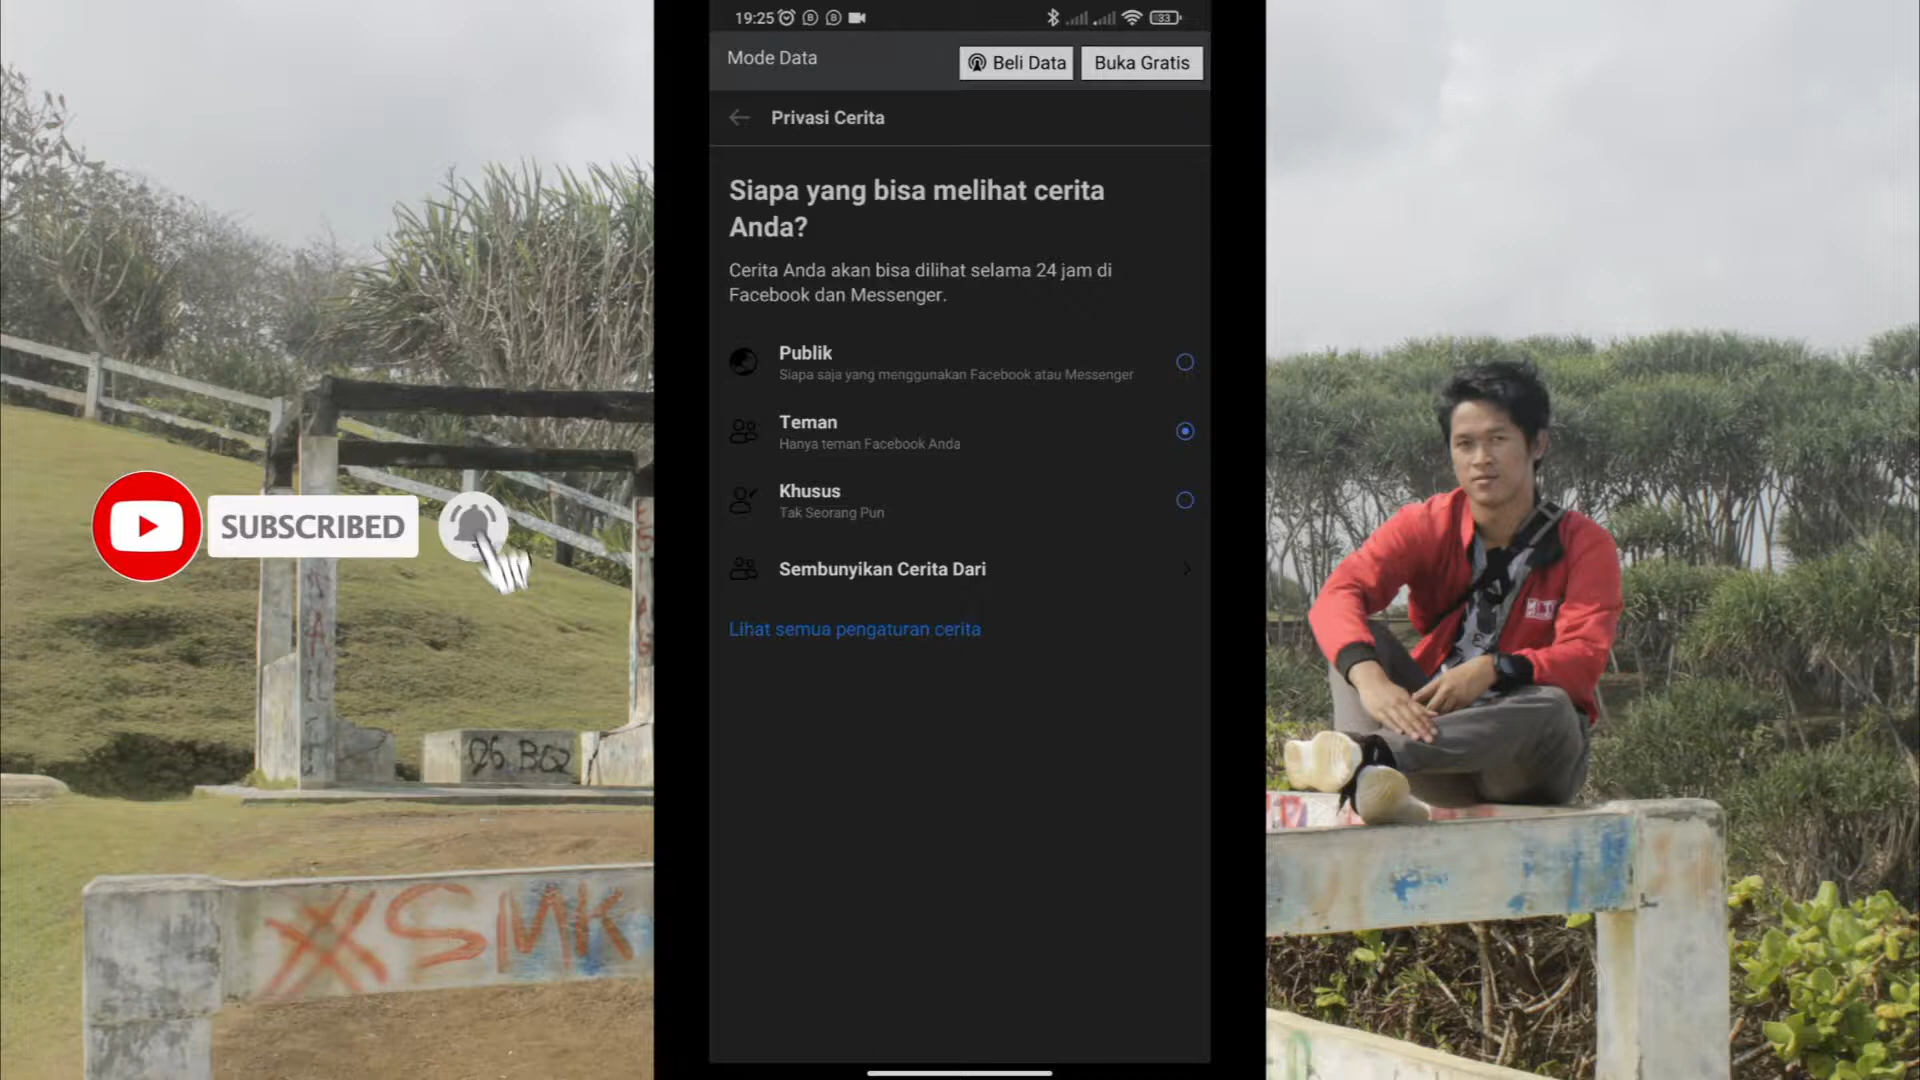 19:25
33
Mode Data
Beli Data
Buka Gratis
Privasi Cerita
Siapa yang bisa melihat cerita
Anda?
Cerita Anda akan bisa dilihat selama 24 jam di
Facebook dan Messenger.
Publik
Siapa saja yang menggunakan Facebook atau Messenger
Teman
Hanya teman Facebook Anda
Khusus
Tak Seorang Pun
Sembunyikan Cerita Dari
Lihat semua pengaturan cerita
SUBSCRIBED
XSMK